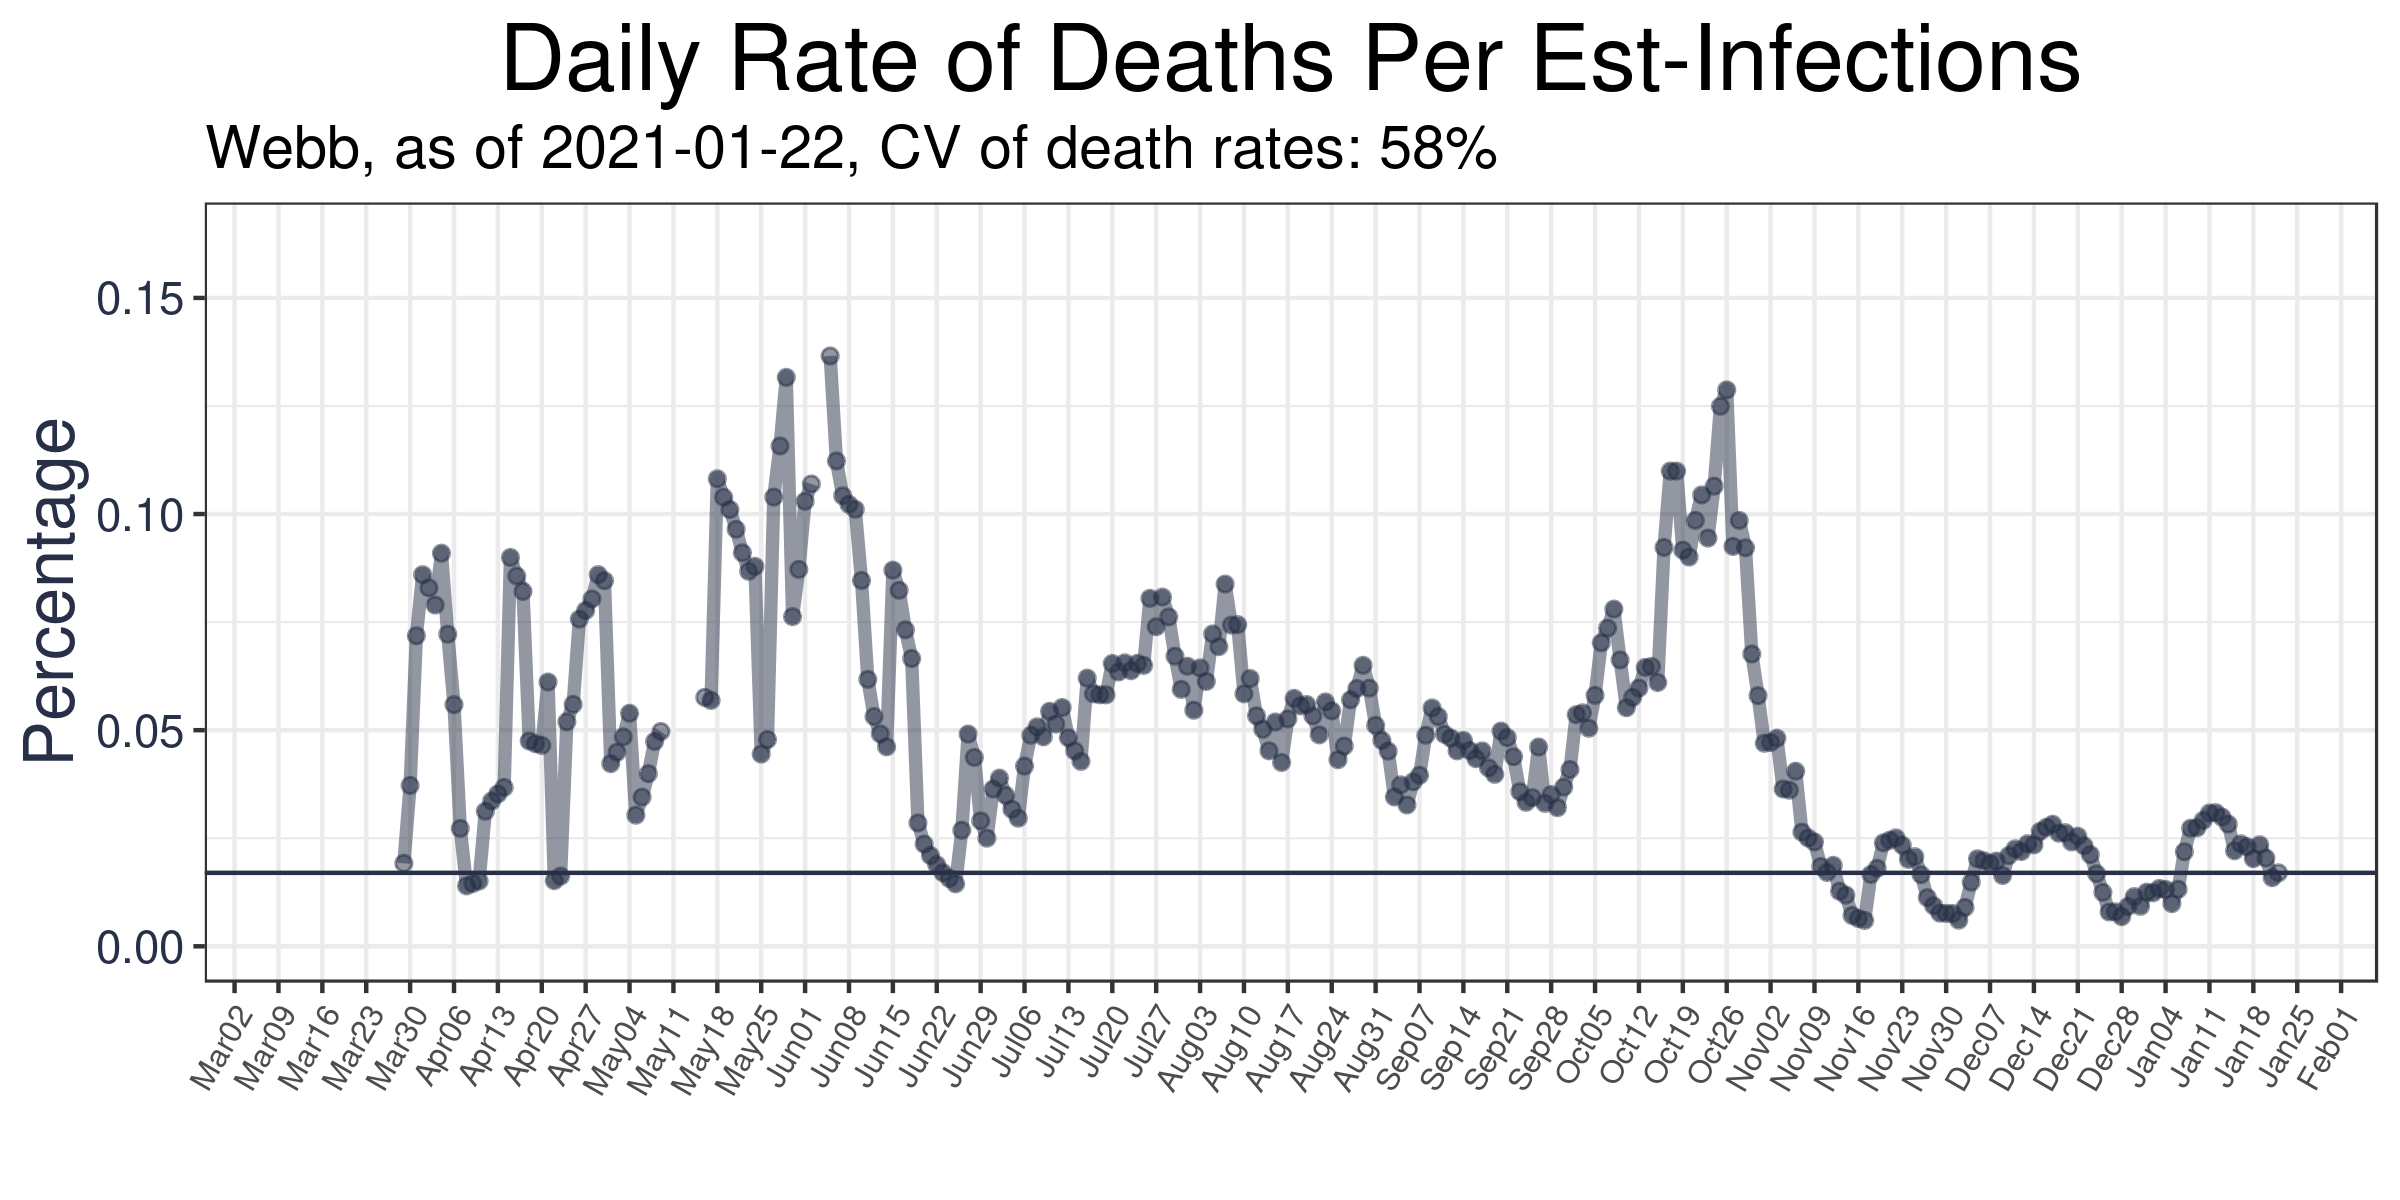 Daily Rate of Deaths Per Est-Infections
Webb, as of 2021-01-22, CV of death rates: 58%
Percentage
0.15
0.10
0.05
0.00
Mar02
Mar09
Mar16
Mar23
Mar30
Apr06
Apr13
Apr20
Apr27
May04
May11
May18
May25
Jun01
Jun08
Jun15
Jun22
Jun29
Jul06
Jul13
Jul20
Jul27
Aug03
Aug10
Aug17
Aug24
Aug31
Sep07
Sep14
Sep21
Sep28
Oct05
Oct12
Oct19
Oct26
Nov02
Nov09
Nov16
Nov23
Nov30
Dec07
Dec14
Dec21
Dec28
Jan04
Jan11
Jan18
Jan25
Feb01